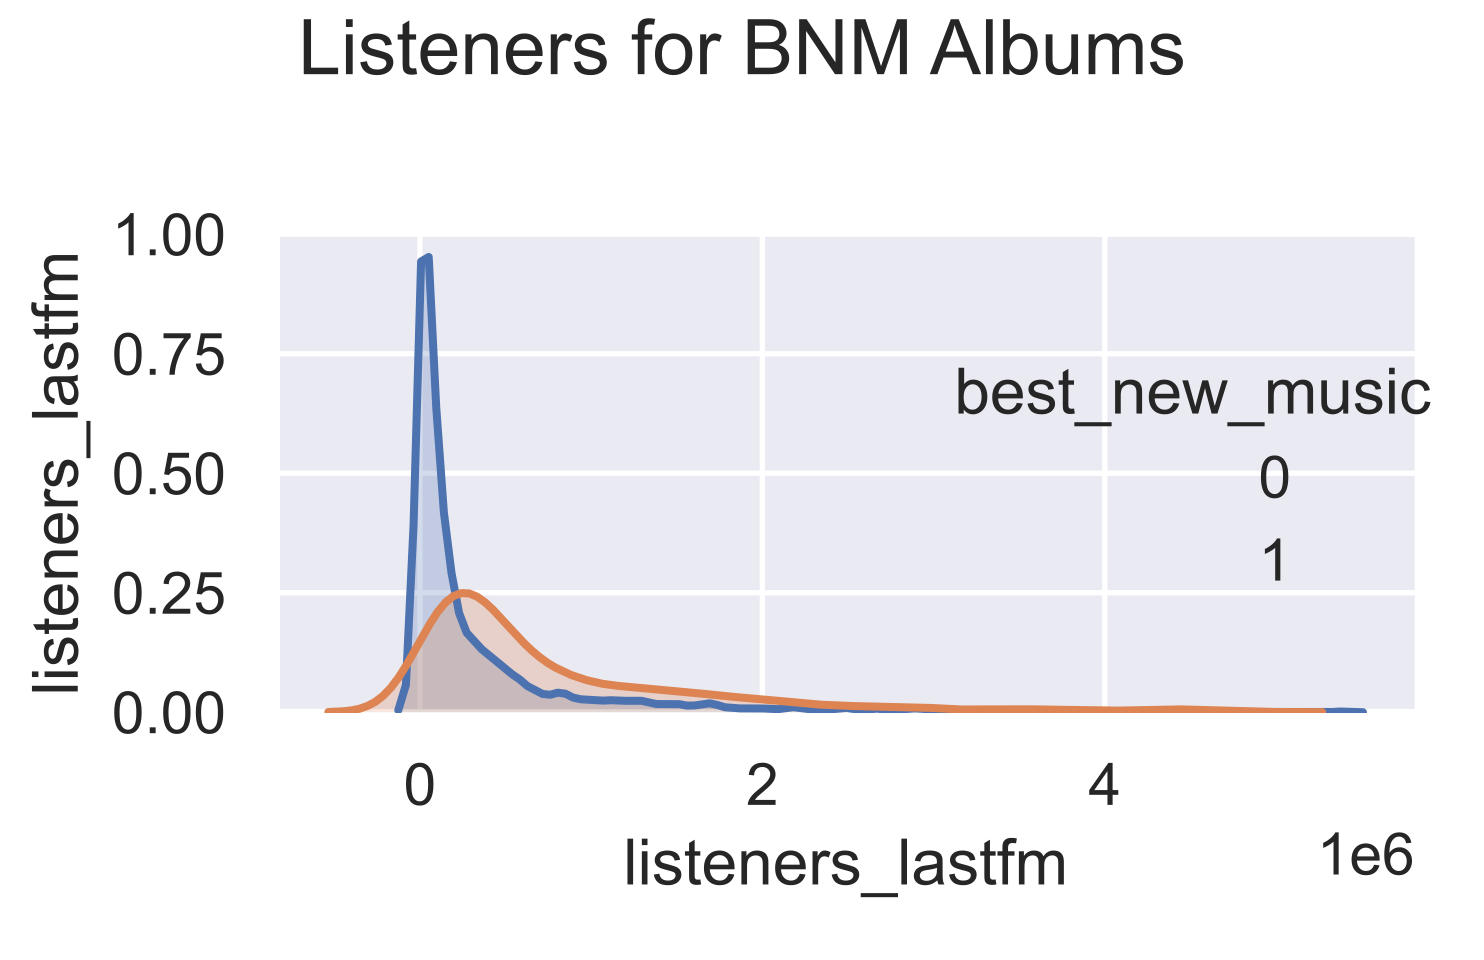 Listeners for BNM Albums
1.00
0.75
0.50
0.25
0.00
listeners_lastfm
best_new_music
0
1
0
2
4
1e6
listeners_lastfm